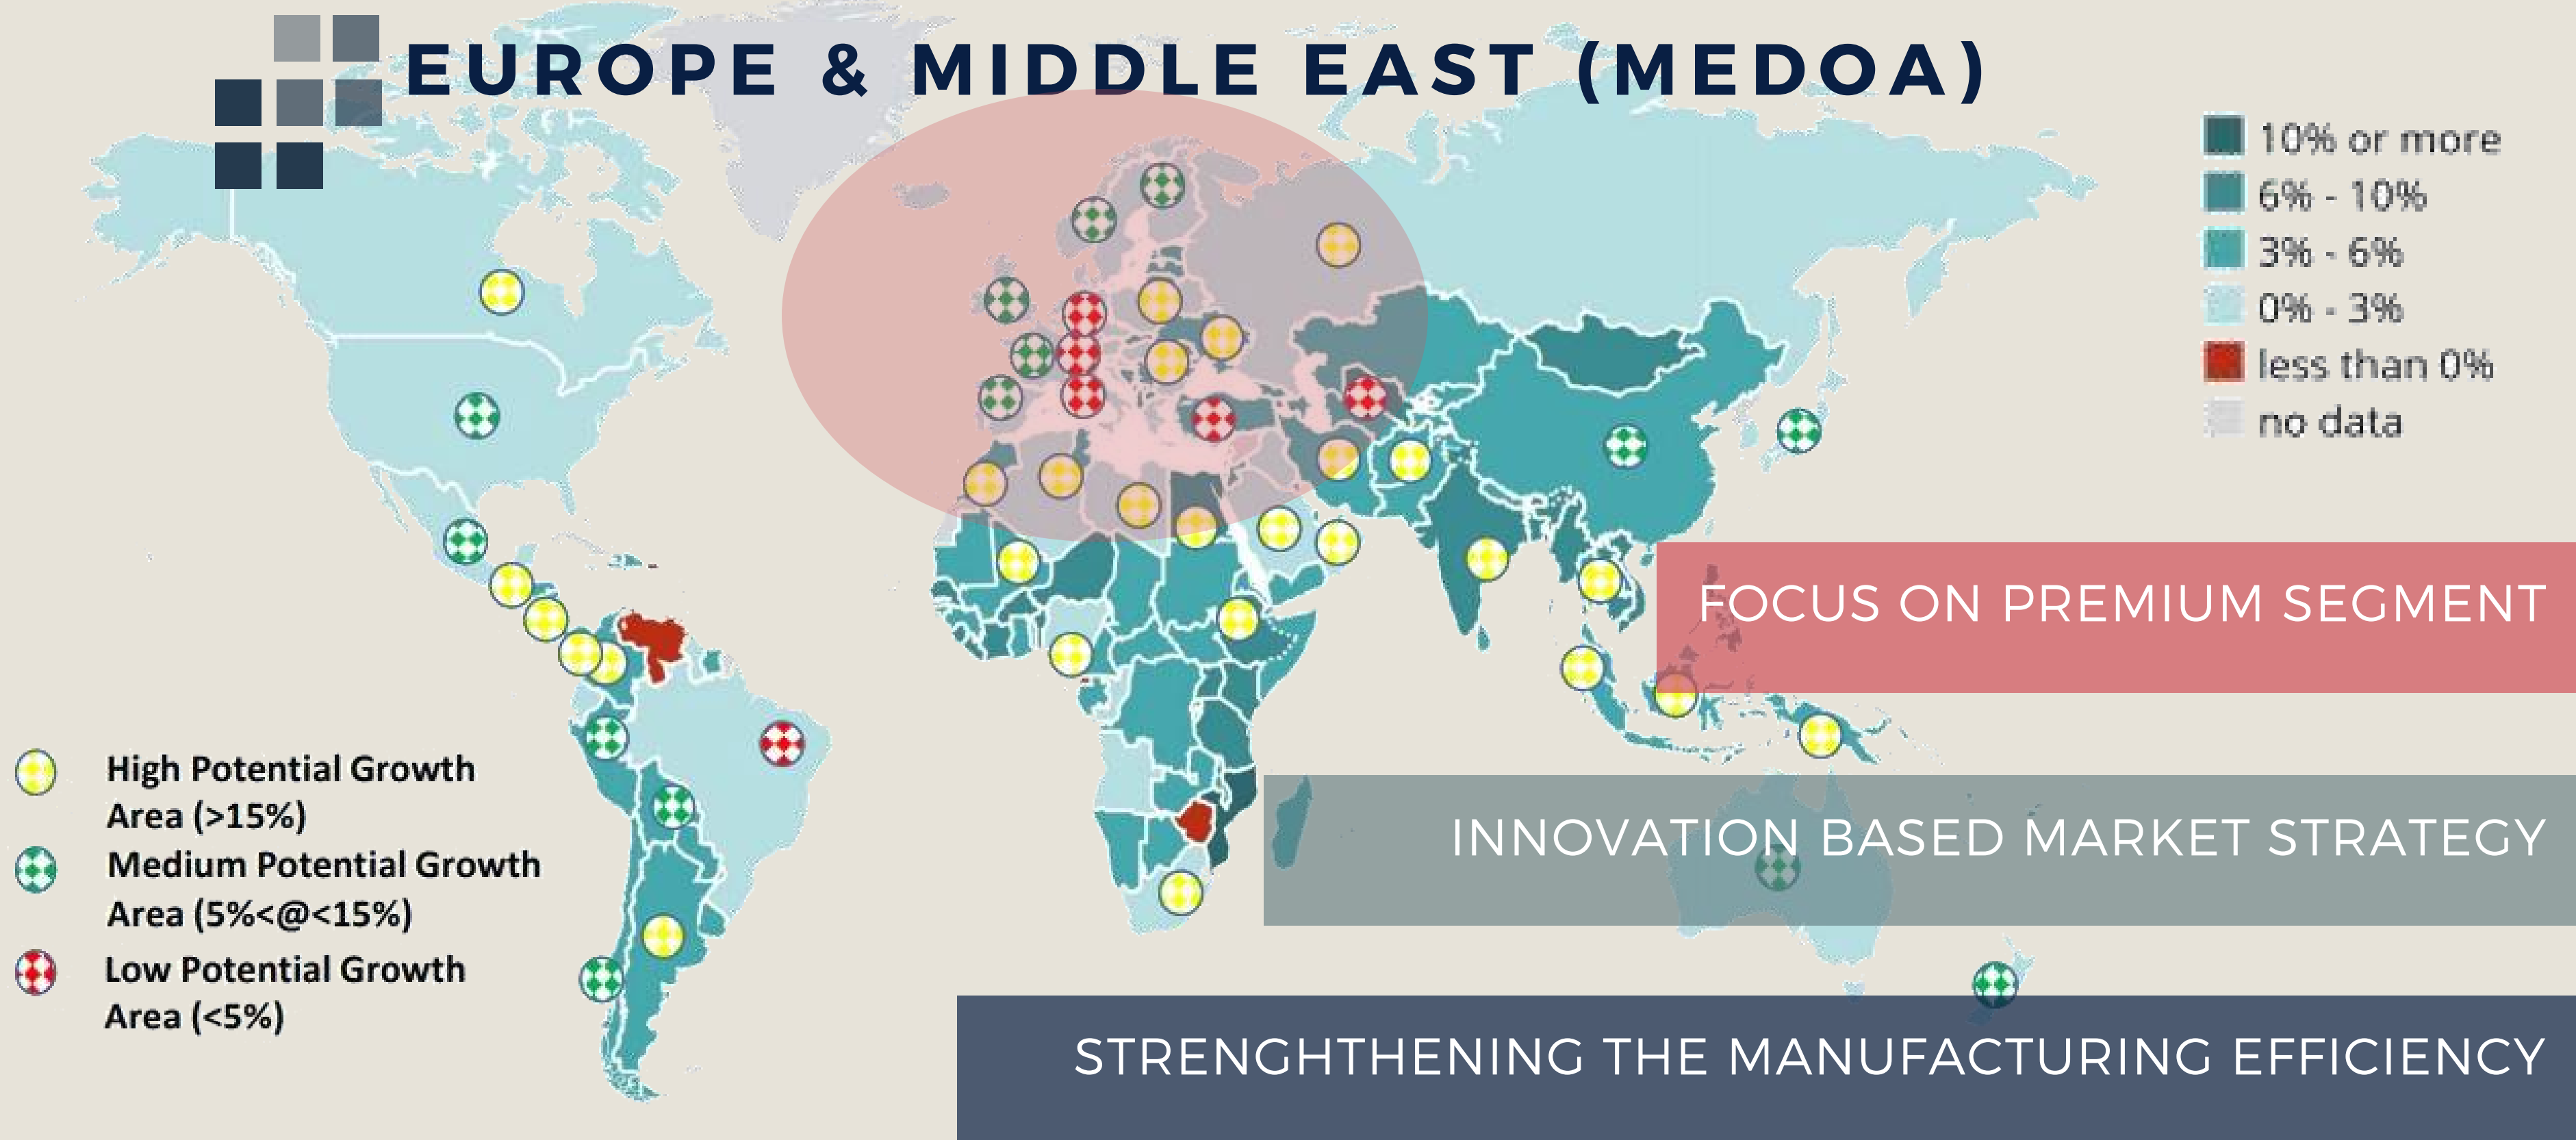 EUROPE & MIDDLE EAST (MEDOA)
10% or more
6% - 10%
3% - 6%
0% - 3%
less than 0%
no data
FOCUS ON PREMIUM SEGMENT
INNOVATION BASED MARKET STRATEGY
STRENGHTHENING THE MANUFACTURING EFFICIENCY
High Potential Growth
Area (>15%)
Medium Potential Growth
Area (5%<@<15%)
Low Potential Growth
Area (<5%)